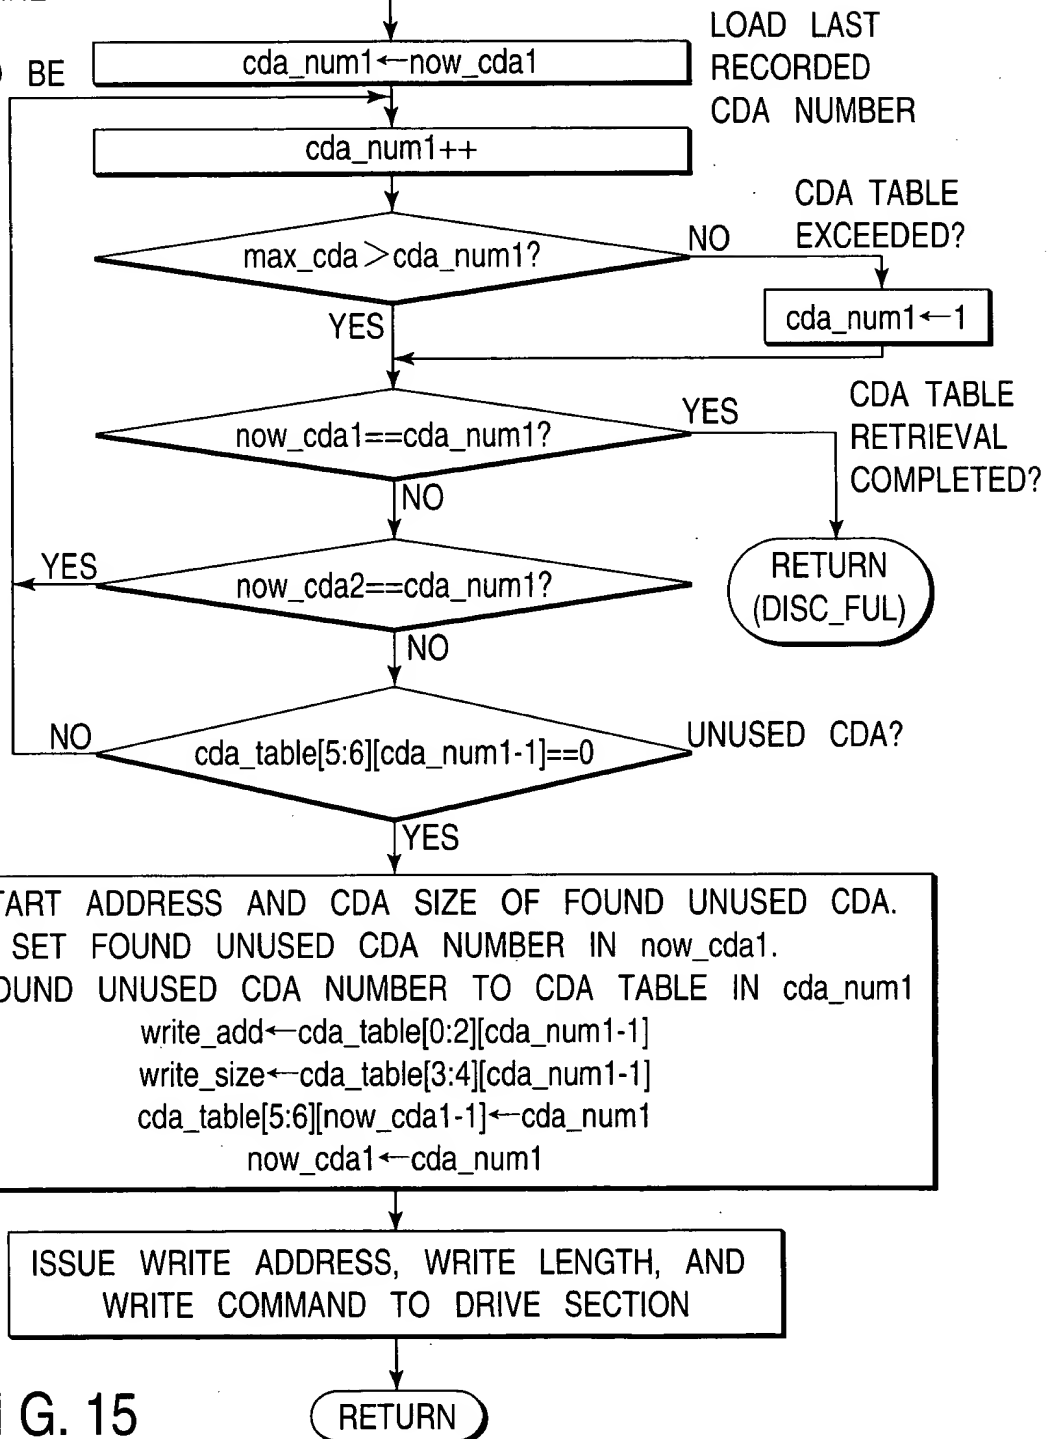 LOAD LAST
RECORDED
CDA NUMBER
BE
cda_num1←now_cda1
cda_num1++
CDA TABLE
EXCEEDED?
max_cda>cda_num1?
NO
YES
cda_num1←1
CDA TABLE
RETRIEVAL
COMPLETED?
now_cda1==cda_num1?
YES
NO
RETURN
(DISC_FUL)
YES
now_cda2==cda_num1?
NO
NO
cda_table[5:6][cda_num1-1]==0
UNUSED CDA?
YES
ADDRESS AND CDA SIZE OF FOUND UNUSED CDA.
SET FOUND UNUSED CDA NUMBER IN now_cda1.
UNUSED CDA NUMBER TO CDA TABLE IN cda_num1
write_add←cda_table[0:2][cda_num1-1]
write_size←cda_table[3:4][cda_num1-1]
cda_table[5:6][now_cda1-1]←cda_num1
now_cda1←cda_num1
ISSUE WRITE ADDRESS, WRITE LENGTH, AND
WRITE COMMAND TO DRIVE SECTION
RETURN
G. 15